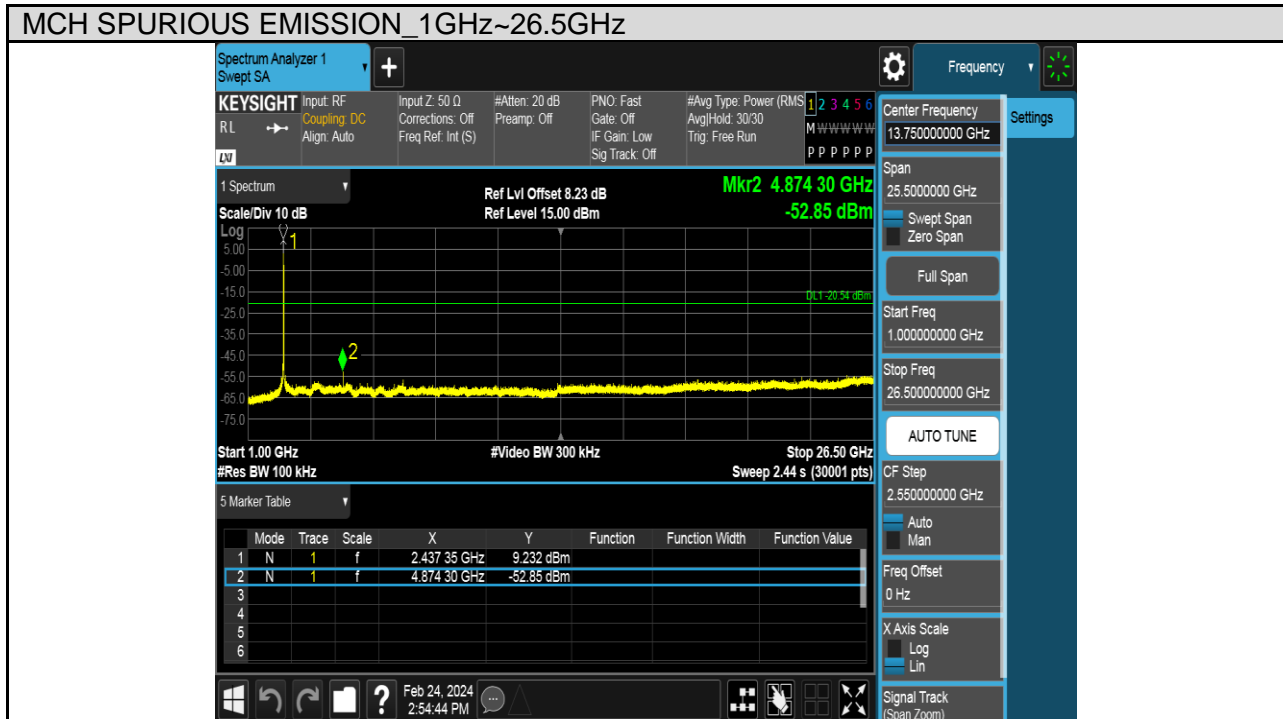 MCH SPURIOUS EMISSION_1GHz~26.5GHz
Spectrum Analyzer 1
Swept SA
+
Frequency
KEYSIGHT
RL
LXI
Input: RF
Coupling: DC
Align: Auto
Input Z: 50 Ω
Corrections: Off
Freq Ref: Int (S)
#Atten: 20 dB
Preamp: Off
PNO: Fast
Gate: Off
IF Gain: Low
Sig Track: Off
#Avg Type: Power (RMS
Avg|Hold: 30/30
Trig: Free Run
1 2 3 4 5 6
M W W W W W
P P P P P P
1 Spectrum
Scale/Div 10 dB
Ref Lvl Offset 8.23 dB
Ref Level 15.00 dBm
Mkr2 4.874 30 GHz
-52.85 dBm
Log
5.00
-5.00
-15.0
-25.0
-35.0
-45.0
-55.0
-65.0
-75.0
1
2
DL1 -20.54 dBm
Start 1.00 GHz
#Video BW 300 kHz
Stop 26.50 GHz
#Res BW 100 kHz
Sweep 2.44 s (30001 pts)
5 Marker Table
Mode Trace Scale X Y Function Function Width Function Value
1 N 1 f 2.437 35 GHz 9.232 dBm
2 N 1 f 4.874 30 GHz -52.85 dBm
3
4
5
6
Feb 24, 2024
2:54:44 PM
?
Center Frequency
13.750000000 GHz
Settings
Span
25.5000000 GHz
Swept Span
Zero Span
Full Span
Start Freq
1.000000000 GHz
Stop Freq
26.500000000 GHz
AUTO TUNE
CF Step
2.550000000 GHz
Auto
Man
Freq Offset
0 Hz
X Axis Scale
Log
Lin
Signal Track
(Span Zoom)